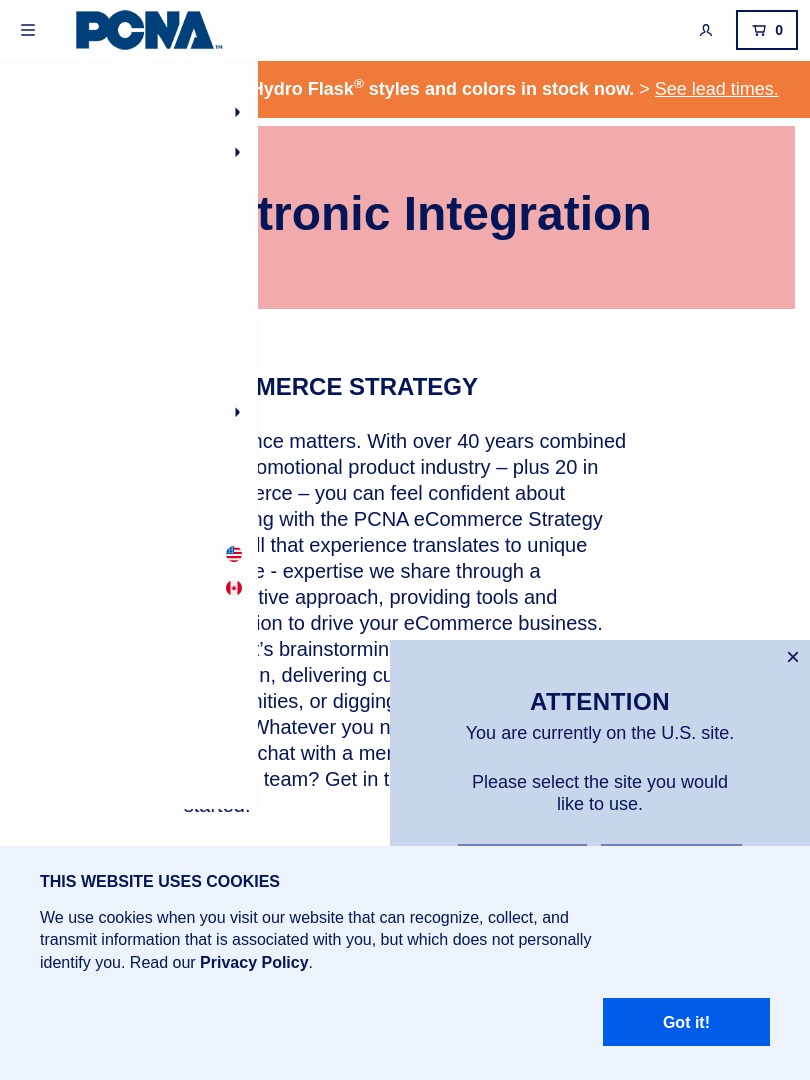 PCNA™
0
Hydro Flask® styles and colors in stock now. > See lead times.
tronic Integration
MERCE STRATEGY
nce matters. With over 40 years combined
omotional product industry – plus 20 in
erce – you can feel confident about
ng with the PCNA eCommerce Strategy
ll that experience translates to unique
e - expertise we share through a
tive approach, providing tools and
ion to drive your eCommerce business.
t’s brainstorming
n, delivering cu
nities, or digging
Whatever you n
chat with a mer
team? Get in t
started!
ATTENTION
You are currently on the U.S. site.
Please select the site you would
like to use.
THIS WEBSITE USES COOKIES
We use cookies when you visit our website that can recognize, collect, and
transmit information that is associated with you, but which does not personally
identify you. Read our Privacy Policy.
Got it!